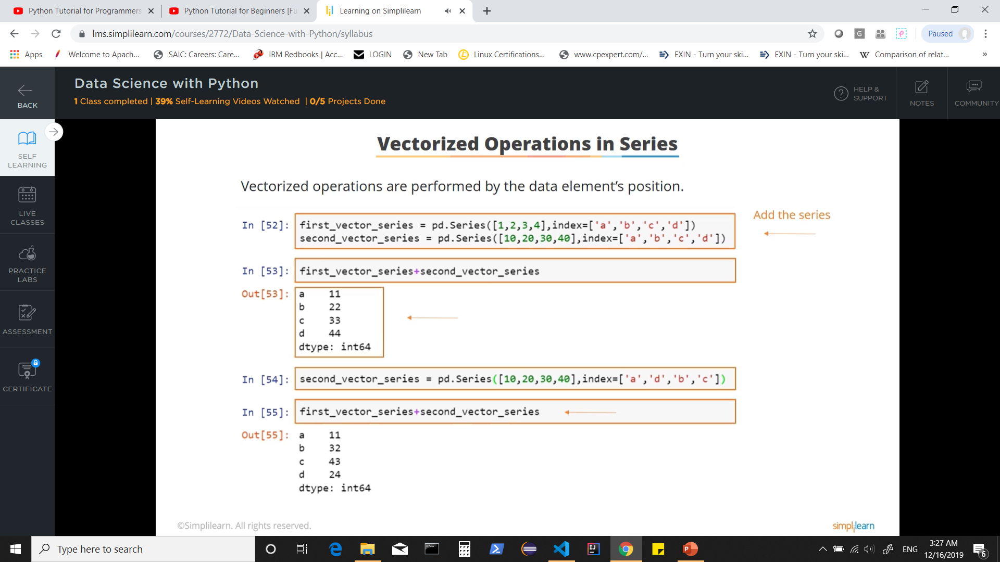 Python Tutorial for Programmers
Python Tutorial for Beginners [Fu
Learning on Simplilearn
lms.simplilearn.com/courses/2772/Data-Science-with-Python/syllabus
G
Paused
Apps
Welcome to Apach...
SAIC: Careers: Care...
IBM Redbooks | Acc...
LOGIN
New Tab
Linux Certifications...
www.cpexpert.com/...
EXIN - Turn your ski...
EXIN - Turn your ski...
W Comparison of relat...
»
BACK
Data Science with Python
1 Class completed | 39% Self-Learning Videos Watched | 0/5 Projects Done
? HELP &
SUPPORT
NOTES
COMMUNITY
SELF
LEARNING
LIVE
CLASSES
PRACTICE
LABS
ASSESSMENT
CERTIFICATE
Vectorized Operations in Series
Vectorized operations are performed by the data element's position.
Add the series
In [52]: first_vector_series = pd.Series([1,2,3,4],index=['a','b','c','d'])
second_vector_series = pd.Series([10,20,30,40],index=['a','b','c','d'])
In [53]: first_vector_series+second_vector_series
Out[53]: a 11
b 22
c 33
d 44
dtype: int64
In [54]: second_vector_series = pd.Series([10,20,30,40],index=['a','d','b','c'])
In [55]: first_vector_series+second_vector_series
Out[55]: a 11
b 32
c 43
d 24
dtype: int64
©Simplilearn. All rights reserved.
simplilearn
Type here to search
IJ
P
ENG
3:27 AM
12/16/2019
6